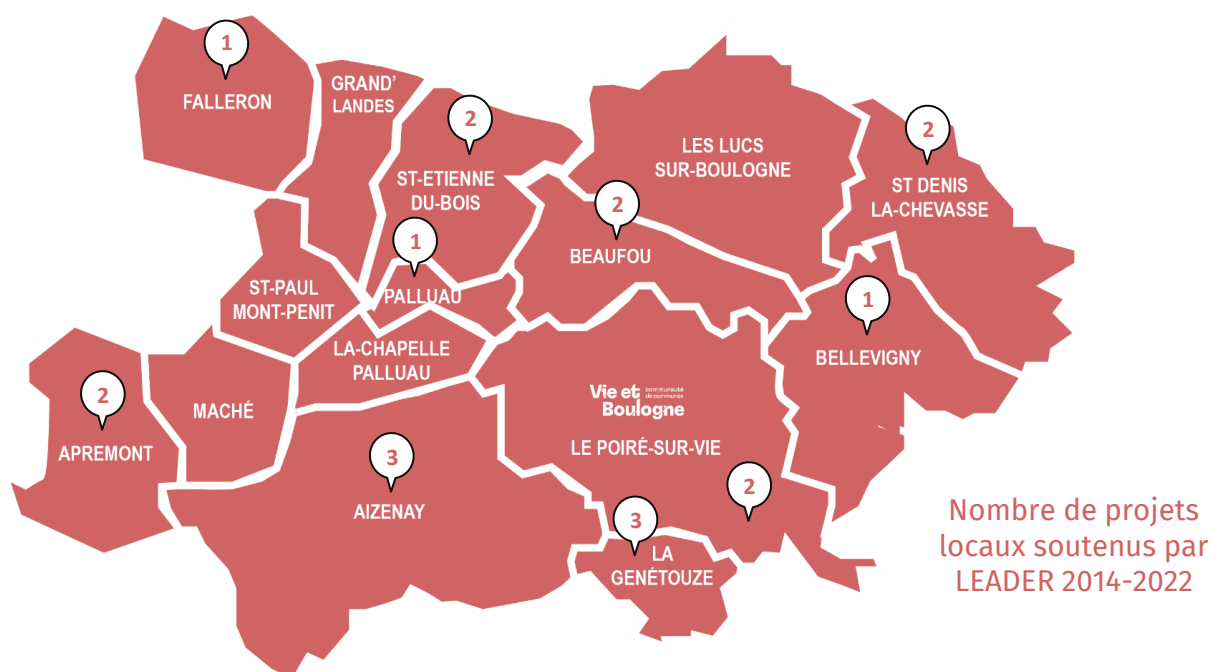 1
FALLERON
GRAND'
LANDES
2
ST-ETIENNE
DU-BOIS
LES LUCS
SUR-BOULOGNE
2
ST DENIS
LA-CHEVASSE
2
BEAUFOU
1
PALLUAU
ST-PAUL
MONT-PENIT
1
BELLEVIGNY
LA-CHAPELLE
PALLUAU
2
APREMONT
MACHÉ
Vie et
Boulogne
communauté
de communes
LE POIRÉ-SUR-VIE
2
3
AIZENAY
3
LA
GENÉTOUZE
Nombre de projets
locaux soutenus par
LEADER 2014-2022